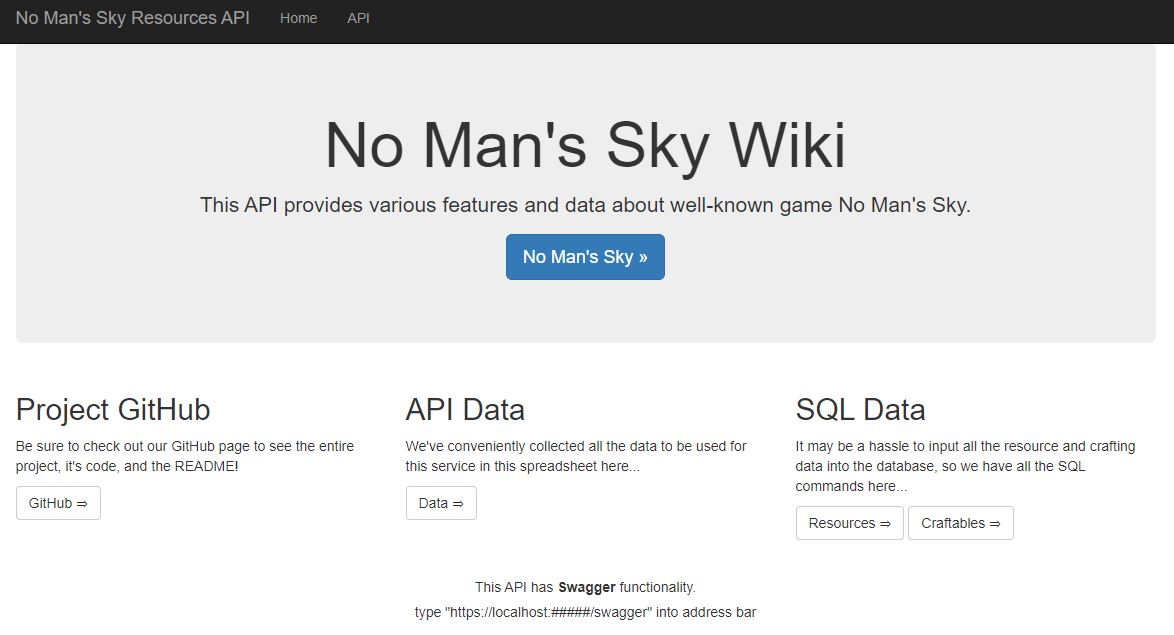 No Man's Sky Resources API Home API
No Man's Sky Wiki
This API provides various features and data about well-known game No Man's Sky.
No Man's Sky »
Project GitHub
Be sure to check out our GitHub page to see the entire
project, it's code, and the README!
GitHub ⇒
API Data
We've conveniently collected all the data to be used for
this service in this spreadsheet here...
Data ⇒
SQL Data
It may be a hassle to input all the resource and crafting
data into the database, so we have all the SQL
commands here...
Resources ⇒ Craftables ⇒
This API has Swagger functionality.
type "https://localhost:#####/swagger" into address bar